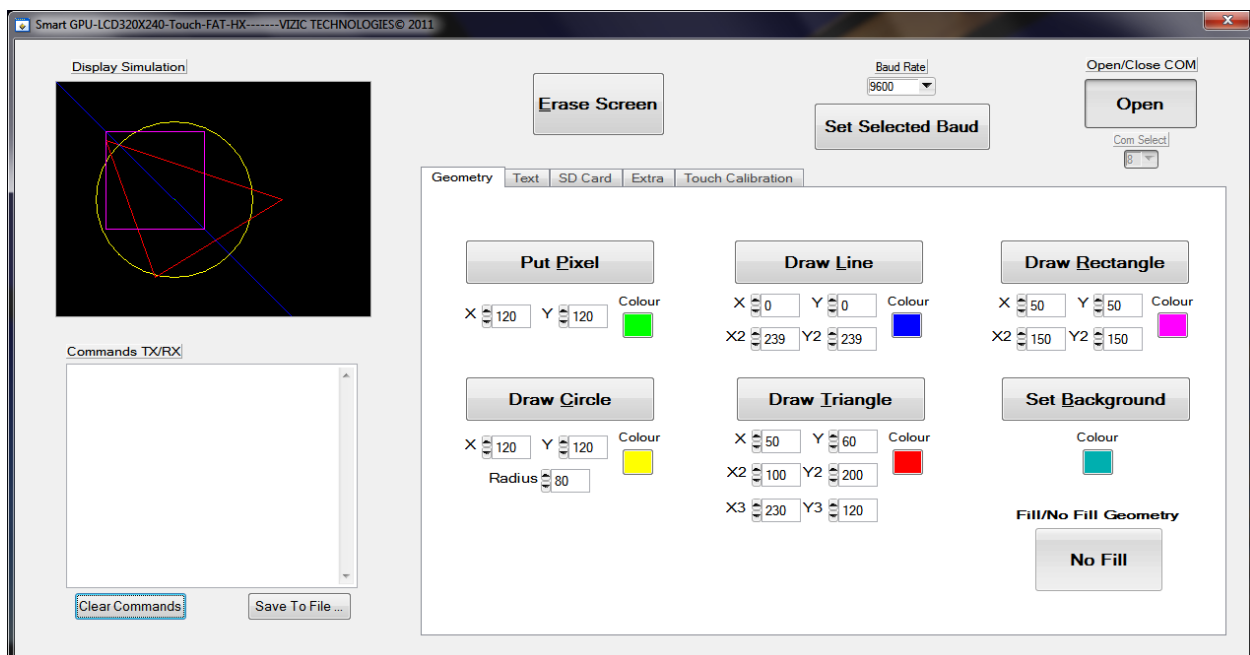 Smart GPU-LCD320X240-Touch-FAT-HX-------VIZIC TECHNOLOGIES© 2011
Display Simulation
Erase Screen
Baud Rate
9600
Set Selected Baud
Open/Close COM
Open
Com Select
8
Geometry Text SD Card Extra Touch Calibration
Put Pixel
X 120 Y 120 Colour
Draw Line
X 0 Y 0 Colour
X2 239 Y2 239
Draw Rectangle
X 50 Y 50 Colour
X2 150 Y2 150
Commands TX/RX
Draw Circle
X 120 Y 120 Colour
Radius 80
Draw Triangle
X 50 Y 60 Colour
X2 100 Y2 200
X3 230 Y3 120
Set Background
Colour
Fill/No Fill Geometry
No Fill
Clear Commands
Save To File ...